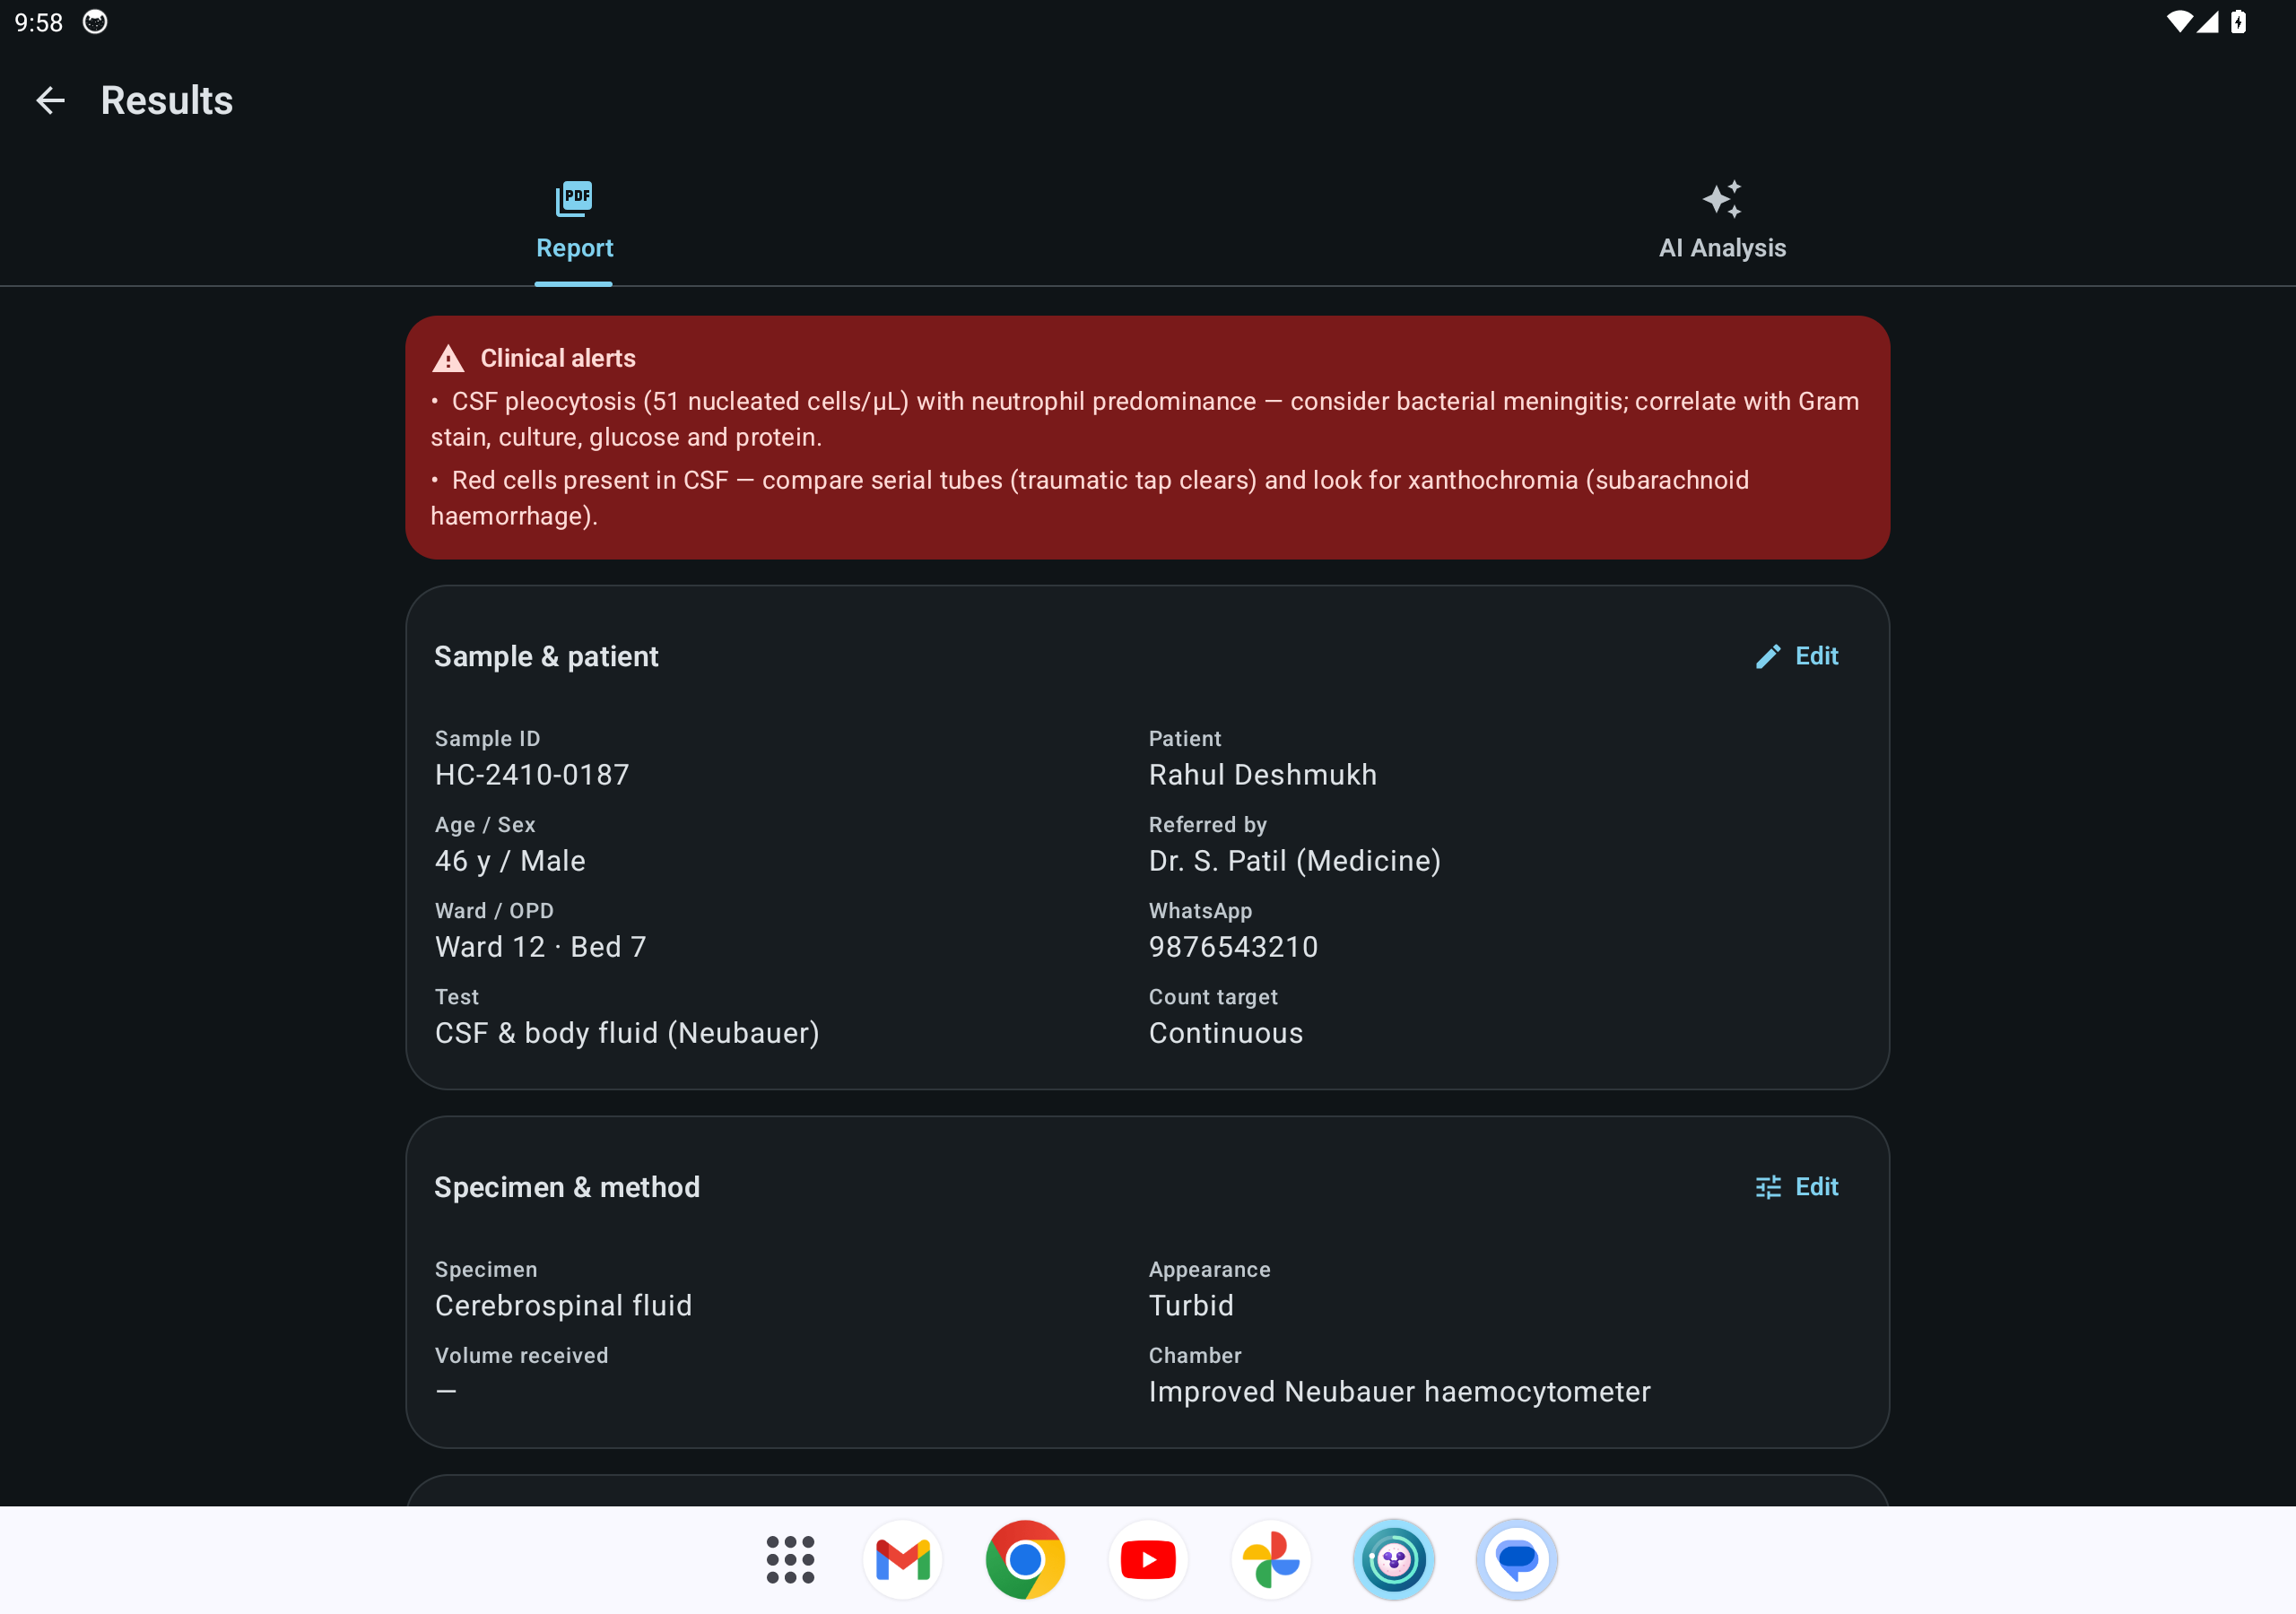 9:58
Results
PDF
Report
AI Analysis
Clinical alerts
• CSF pleocytosis (51 nucleated cells/µL) with neutrophil predominance — consider bacterial meningitis; correlate with Gram
stain, culture, glucose and protein.
• Red cells present in CSF — compare serial tubes (traumatic tap clears) and look for xanthochromia (subarachnoid
haemorrhage).
Sample & patient
Edit
Sample ID
HC-2410-0187
Patient
Rahul Deshmukh
Age / Sex
46 y / Male
Referred by
Dr. S. Patil (Medicine)
Ward / OPD
Ward 12 · Bed 7
WhatsApp
9876543210
Test
CSF & body fluid (Neubauer)
Count target
Continuous
Specimen & method
Edit
Specimen
Cerebrospinal fluid
Appearance
Turbid
Volume received
—
Chamber
Improved Neubauer haemocytometer